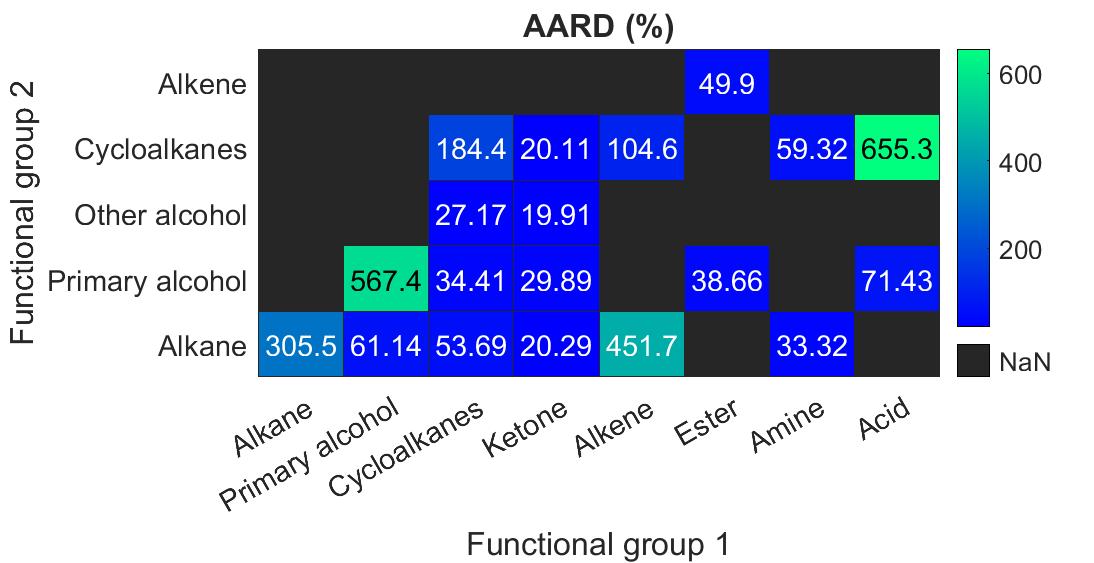 AARD (%)
Functional group 2
Alkene
49.9
Cycloalkanes
184.4 20.11 104.6 59.32 655.3
Other alcohol
27.17 19.91
Primary alcohol
567.4 34.41 29.89 38.66 71.43
Alkane
305.5 61.14 53.69 20.29 451.7 33.32
600
400
200
NaN
Alkane
Primary alcohol
Cycloalkanes
Ketone
Alkene
Ester
Amine
Acid
Functional group 1